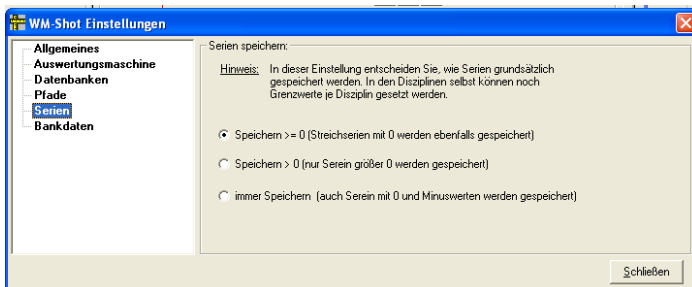 WM-Shot Einstellungen
Allgemeines
Auswertungsmaschine
Datenbanken
Pfade
Serien
Bankdaten
Serien speichern:
Hinweis: In dieser Einstellung entscheiden Sie, wie Serien grundsätzlich
gespeichert werden. In den Disziplinen selbst können noch
Grenzwerte je Disziplin gesetzt werden.
Speichern >= 0 (Streichserien mit 0 werden ebenfalls gespeichert)
Speichern > 0 (nur Serein größer 0 werden gespeichert)
immer Speichern (auch Serein mit 0 und Minuswerten werden gespeichert)
Schließen